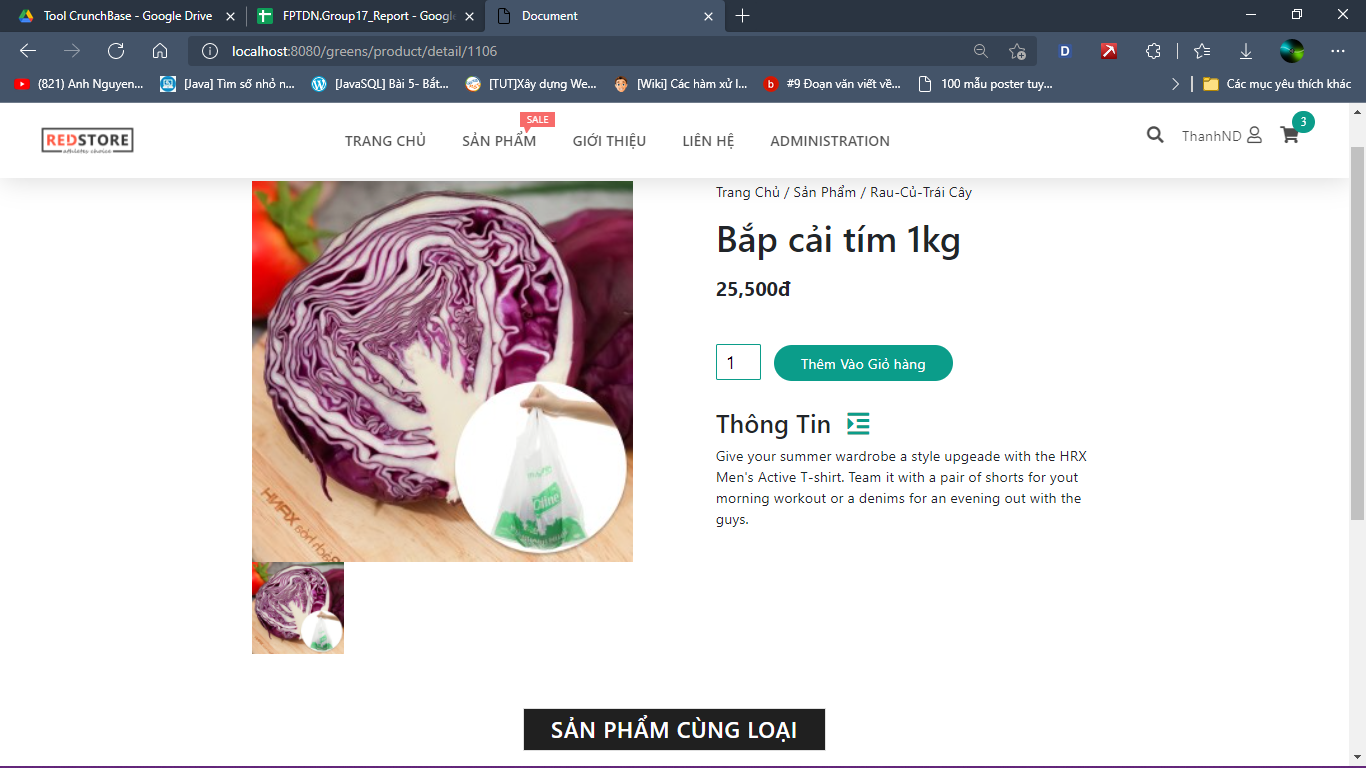 Tool CrunchBase - Google Drive
FPTDN.Group17_Report - Google
Document
localhost:8080/greens/product/detail/1106
(821) Anh Nguyen...
[Java] Tìm số nhỏ n...
[JavaSQL] Bài 5- Bắt...
[TUT]Xây dựng We...
[Wiki] Các hàm xử l...
#9 Đoạn văn viết về...
100 mẫu poster tuy...
Các mục yêu thích khác
REDSTORE
TRANG CHỦ
SẢN PHẨM
SALE
GIỚI THIỆU
LIÊN HỆ
ADMINISTRATION
ThanhND
3
Trang Chủ / Sản Phẩm / Rau-Củ-Trái Cây
Bắp cải tím 1kg
25,500đ
1
Thêm Vào Giỏ hàng
Thông Tin
Give your summer wardrobe a style upgeade with the HRX
Men's Active T-shirt. Team it with a pair of shorts for yout
morning workout or a denims for an evening out with the
guys.
SẢN PHẨM CÙNG LOẠI